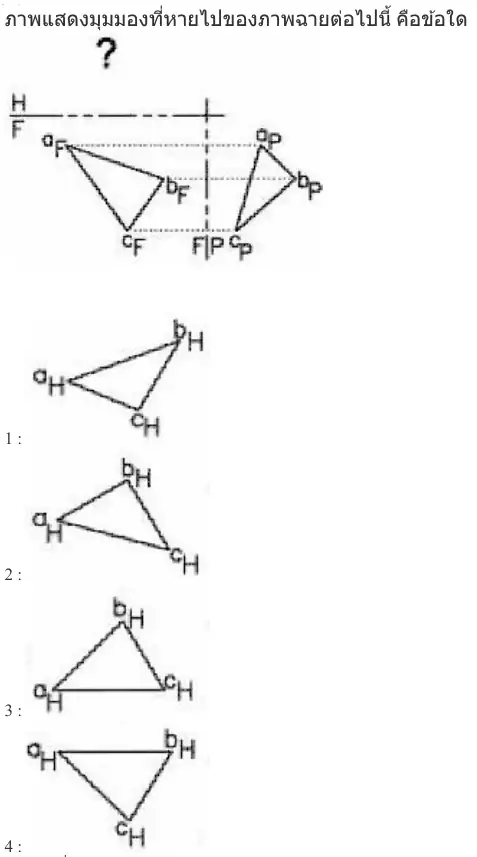 ภาพแสดงมุมมองที่หายไปของภาพฉายต่อไปนี้ คือข้อใด
?
H
F
aF
aP
bF
bP
cF
F|P
cP
bH
aH
cH
1 :
bH
aH
cH
2 :
bH
aH
cH
3 :
aH
bH
cH
4 :